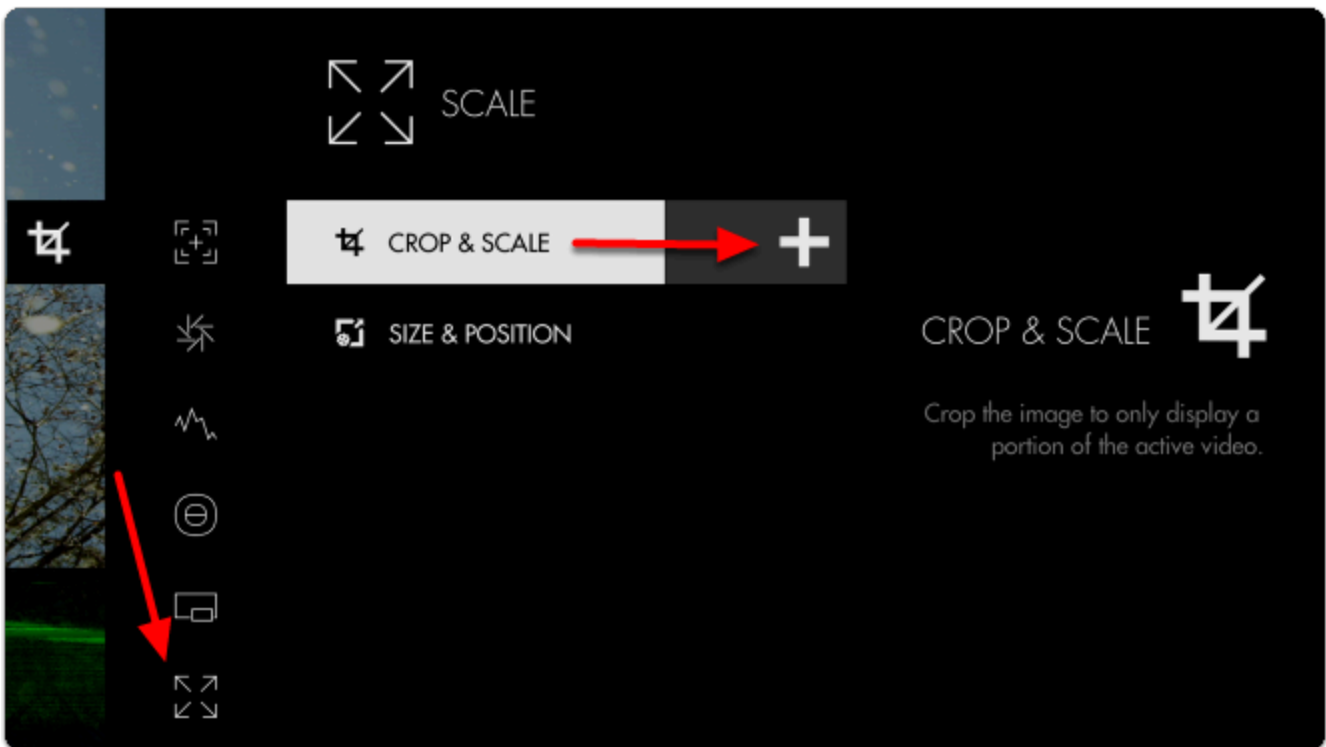 SCALE
CROP & SCALE
SIZE & POSITION
CROP & SCALE
Crop the image to only display a
portion of the active video.